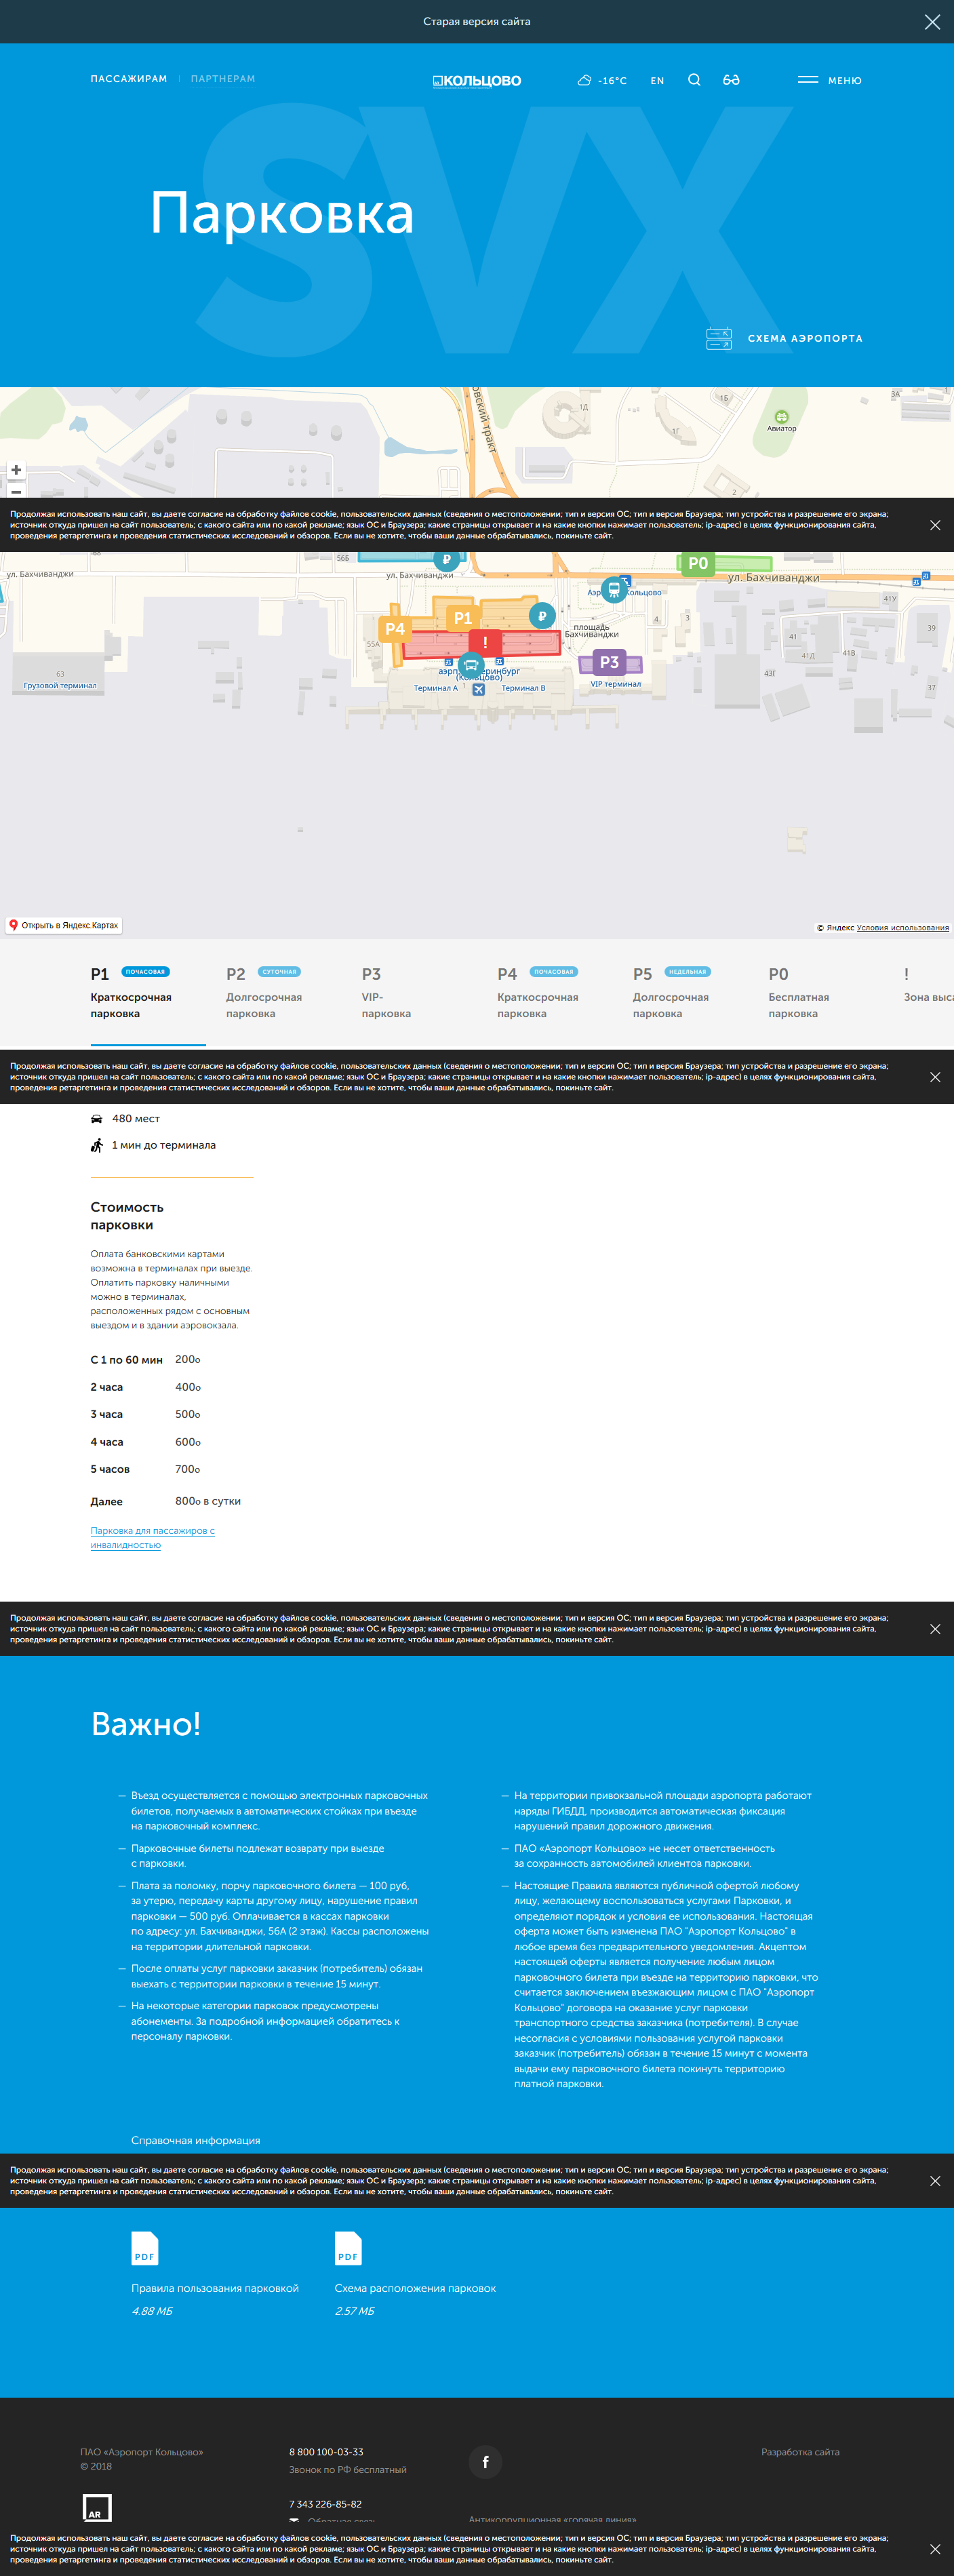 Старая версия сайта
ПАССАЖИРАМ | ПАРТНЕРАМ
КОЛЬЦОВО
-16°C
EN
МЕНЮ
SVX
Парковка
СХЕМА АЭРОПОРТА
овский тракт
1Д
1Г
1Б
3А
Авиатор
2
Продолжая использовать наш сайт, вы даете согласие на обработку файлов cookie, пользовательских данных (сведения о местоположении; тип и версия ОС; тип и версия Браузера; тип устройства и разрешение его экрана;
источник откуда пришел на сайт пользователь; с какого сайта или по какой рекламе; язык ОС и Браузера; какие страницы открывает и на какие кнопки нажимает пользователь; ip-адрес) в целях функционирования сайта,
проведения ретаргетинга и проведения статистических исследований и обзоров. Если вы не хотите, чтобы ваши данные обрабатывались, покиньте сайт.
56Б
ул. Бахчиванджи
ул. Бахчиванджи
P0
ул. Бахчиванджи
41У
P4
P1
!
площадь
Бахчиванджи
4
3
39
41
41Д
41В
55А
P3
VIP терминал
43Г
37
63
Грузовой терминал
Терминал А
Терминал В
1
(Кольцово)
Открыть в Яндекс.Картах
© Яндекс Условия использования
P1 ПОЧАСОВАЯ
Краткосрочная
парковка
P2 СУТОЧНАЯ
Долгосрочная
парковка
P3
VIP-
парковка
P4 ПОЧАСОВАЯ
Краткосрочная
парковка
P5 НЕДЕЛЬНАЯ
Долгосрочная
парковка
P0
Бесплатная
парковка
!
Зона выса
Продолжая использовать наш сайт, вы даете согласие на обработку файлов cookie, пользовательских данных (сведения о местоположении; тип и версия ОС; тип и версия Браузера; тип устройства и разрешение его экрана;
источник откуда пришел на сайт пользователь; с какого сайта или по какой рекламе; язык ОС и Браузера; какие страницы открывает и на какие кнопки нажимает пользователь; ip-адрес) в целях функционирования сайта,
проведения ретаргетинга и проведения статистических исследований и обзоров. Если вы не хотите, чтобы ваши данные обрабатывались, покиньте сайт.
480 мест
1 мин до терминала
Стоимость
парковки
Оплата банковскими картами
возможна в терминалах при выезде.
Оплатить парковку наличными
можно в терминалах,
расположенных рядом с основным
выездом и в здании аэровокзала.
С 1 по 60 мин 200o
2 часа 400o
3 часа 500o
4 часа 600o
5 часов 700o
Далее 800o в сутки
Парковка для пассажиров с
инвалидностью
Продолжая использовать наш сайт, вы даете согласие на обработку файлов cookie, пользовательских данных (сведения о местоположении; тип и версия ОС; тип и версия Браузера; тип устройства и разрешение его экрана;
источник откуда пришел на сайт пользователь; с какого сайта или по какой рекламе; язык ОС и Браузера; какие страницы открывает и на какие кнопки нажимает пользователь; ip-адрес) в целях функционирования сайта,
проведения ретаргетинга и проведения статистических исследований и обзоров. Если вы не хотите, чтобы ваши данные обрабатывались, покиньте сайт.
Важно!
— Въезд осуществляется с помощью электронных парковочных
билетов, получаемых в автоматических стойках при въезде
на парковочный комплекс.
— Парковочные билеты подлежат возврату при выезде
с парковки.
— Плата за поломку, порчу парковочного билета — 100 руб,
за утерю, передачу карты другому лицу, нарушение правил
парковки — 500 руб. Оплачивается в кассах парковки
по адресу: ул. Бахчиванджи, 56А (2 этаж). Кассы расположены
на территории длительной парковки.
— После оплаты услуг парковки заказчик (потребитель) обязан
выехать с территории парковки в течение 15 минут.
— На некоторые категории парковок предусмотрены
абонементы. За подробной информацией обратитесь к
персоналу парковки.
— На территории привокзальной площади аэропорта работают
наряды ГИБДД, производится автоматическая фиксация
нарушений правил дорожного движения.
— ПАО «Аэропорт Кольцово» не несет ответственность
за сохранность автомобилей клиентов парковки.
— Настоящие Правила являются публичной офертой любому
лицу, желающему воспользоваться услугами Парковки, и
определяют порядок и условия ее использования. Настоящая
оферта может быть изменена ПАО "Аэропорт Кольцово" в
любое время без предварительного уведомления. Акцептом
настоящей оферты является получение любым лицом
парковочного билета при въезде на территорию парковки, что
считается заключением въезжающим лицом с ПАО "Аэропорт
Кольцово" договора на оказание услуг парковки
транспортного средства заказчика (потребителя). В случае
несогласия с условиями пользования услугой парковки
заказчик (потребитель) обязан в течение 15 минут с момента
выдачи ему парковочного билета покинуть территорию
платной парковки.
Справочная информация
Продолжая использовать наш сайт, вы даете согласие на обработку файлов cookie, пользовательских данных (сведения о местоположении; тип и версия ОС; тип и версия Браузера; тип устройства и разрешение его экрана;
источник откуда пришел на сайт пользователь; с какого сайта или по какой рекламе; язык ОС и Браузера; какие страницы открывает и на какие кнопки нажимает пользователь; ip-адрес) в целях функционирования сайта,
проведения ретаргетинга и проведения статистических исследований и обзоров. Если вы не хотите, чтобы ваши данные обрабатывались, покиньте сайт.
PDF
Правила пользования парковкой
4.88 МБ
PDF
Схема расположения парковок
2.57 МБ
ПАО «Аэропорт Кольцово»
© 2018
AR
8 800 100-03-33
Звонок по РФ бесплатный
7 343 226-85-82
Обратная связь
f
Антикоррупционная «горячая линия»
Разработка сайта
Продолжая использовать наш сайт, вы даете согласие на обработку файлов cookie, пользовательских данных (сведения о местоположении; тип и версия ОС; тип и версия Браузера; тип устройства и разрешение его экрана;
источник откуда пришел на сайт пользователь; с какого сайта или по какой рекламе; язык ОС и Браузера; какие страницы открывает и на какие кнопки нажимает пользователь; ip-адрес) в целях функционирования сайта,
проведения ретаргетинга и проведения статистических исследований и обзоров. Если вы не хотите, чтобы ваши данные обрабатывались, покиньте сайт.